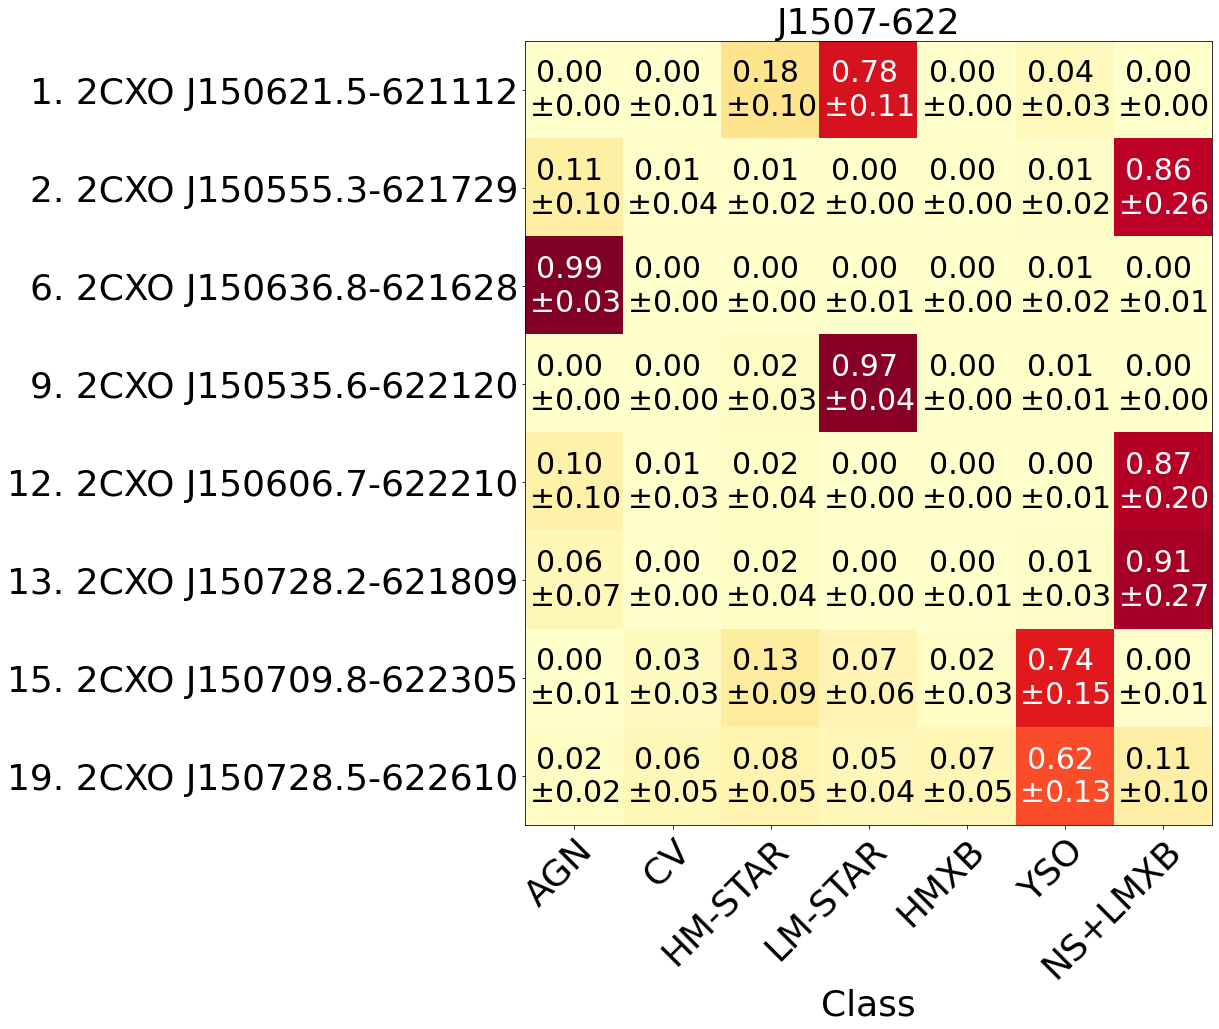 J1507-622
1. 2CXO J150621.5-621112
0.00 0.00 0.18 0.78 0.00 0.04 0.00
±0.00 ±0.01 ±0.10 ±0.11 ±0.00 ±0.03 ±0.00
2. 2CXO J150555.3-621729
0.11 0.01 0.01 0.00 0.00 0.01 0.86
±0.10 ±0.04 ±0.02 ±0.00 ±0.00 ±0.02 ±0.26
6. 2CXO J150636.8-621628
0.99 0.00 0.00 0.00 0.00 0.01 0.00
±0.03 ±0.00 ±0.00 ±0.01 ±0.00 ±0.02 ±0.01
9. 2CXO J150535.6-622120
0.00 0.00 0.02 0.97 0.00 0.01 0.00
±0.00 ±0.00 ±0.03 ±0.04 ±0.00 ±0.01 ±0.00
12. 2CXO J150606.7-622210
0.10 0.01 0.02 0.00 0.00 0.00 0.87
±0.10 ±0.03 ±0.04 ±0.00 ±0.00 ±0.01 ±0.20
13. 2CXO J150728.2-621809
0.06 0.00 0.02 0.00 0.00 0.01 0.91
±0.07 ±0.00 ±0.04 ±0.00 ±0.01 ±0.03 ±0.27
15. 2CXO J150709.8-622305
0.00 0.03 0.13 0.07 0.02 0.74 0.00
±0.01 ±0.03 ±0.09 ±0.06 ±0.03 ±0.15 ±0.01
19. 2CXO J150728.5-622610
0.02 0.06 0.08 0.05 0.07 0.62 0.11
±0.02 ±0.05 ±0.05 ±0.04 ±0.05 ±0.13 ±0.10
AGN CV HM-STAR LM-STAR HMXB YSO NS+LMXB
Class